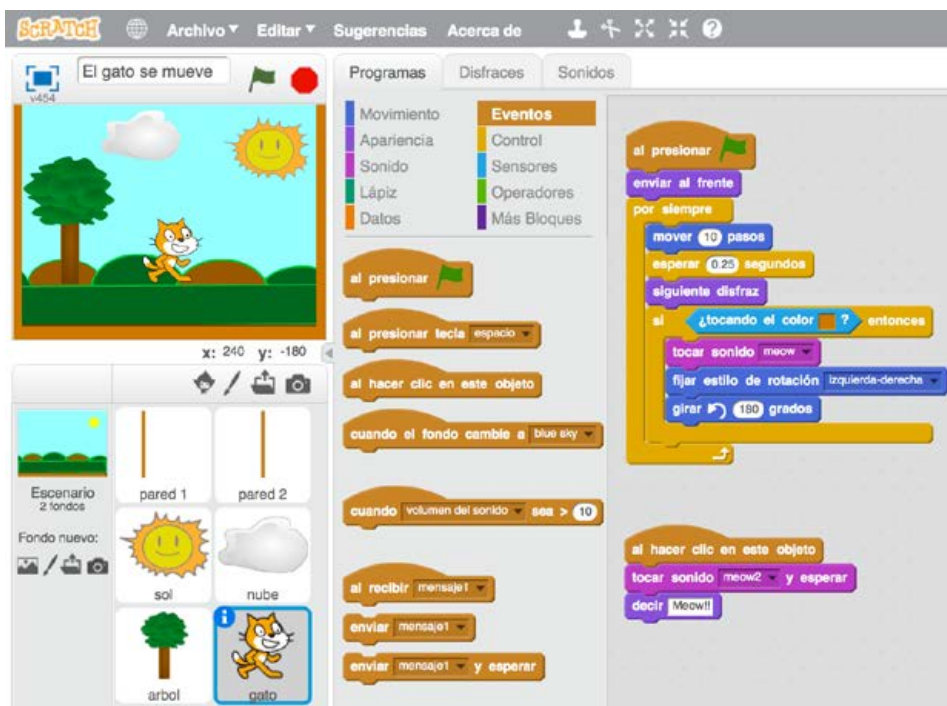 SCRATCH Archivo Editar Sugerencias Acerca de
El gato se mueve
v454
x: 240 y: -180
Escenario
2 fondos
Fondo nuevo:
pared 1
pared 2
sol
nube
arbol
gato
Programas Disfraces Sonidos
Movimiento
Apariencia
Sonido
Lápiz
Datos
Eventos
Control
Sensores
Operadores
Más Bloques
al presionar
al presionar tecla espacio
al hacer clic en este objeto
cuando el fondo cambie a blue sky
cuando volumen del sonido sea > 10
al recibir mensaje1
enviar mensaje1
enviar mensaje1 y esperar
al presionar
enviar al frente
por siempre
mover 10 pasos
esperar 0.25 segundos
siguiente disfraz
si ¿tocando el color ? entonces
tocar sonido meow
fijar estilo de rotación izquierda-derecha
girar 180 grados
al hacer clic en este objeto
tocar sonido meow2 y esperar
decir Meow!!